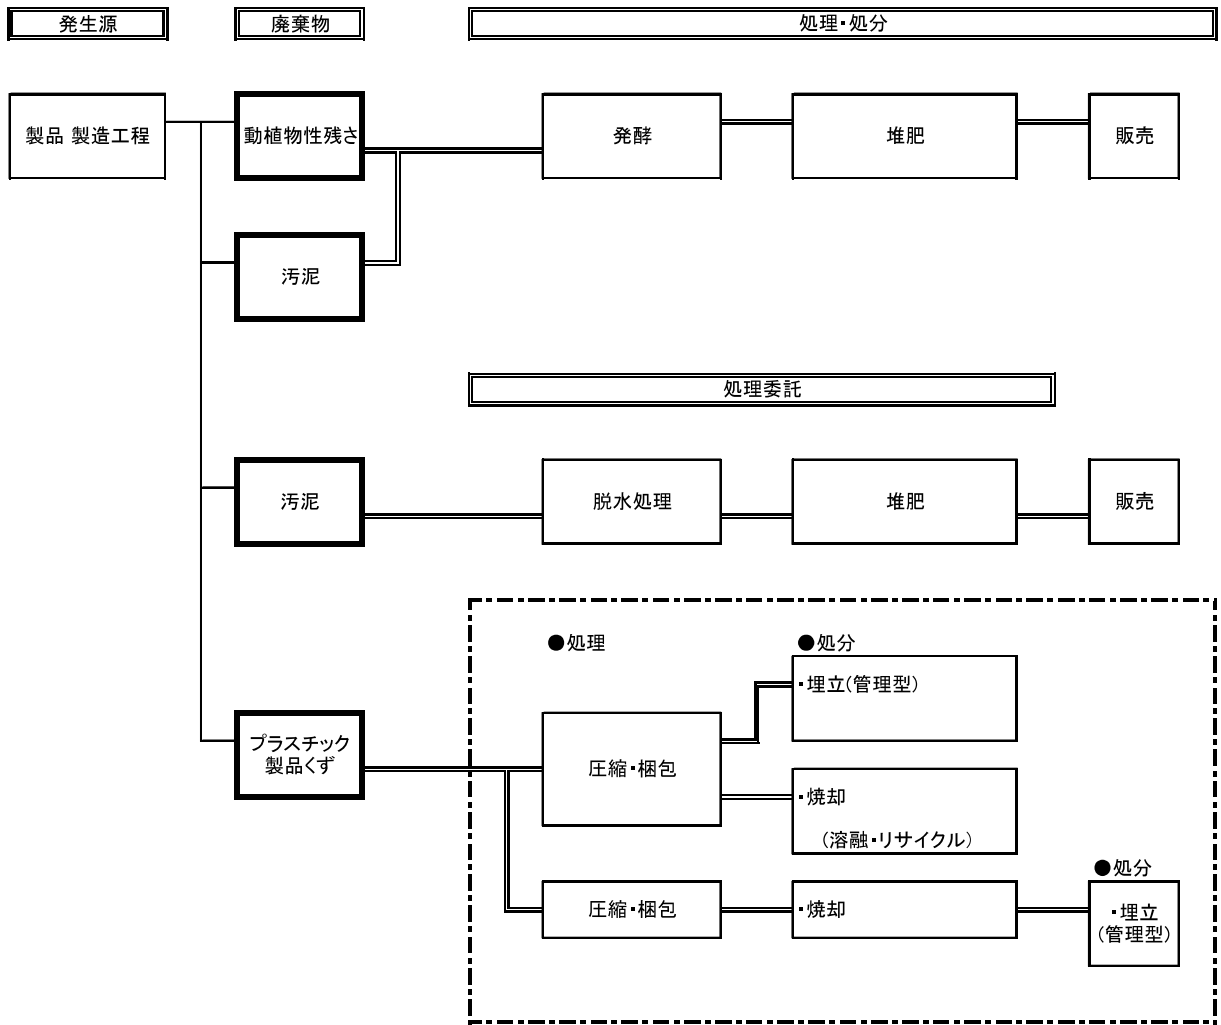 発生源
廃棄物
処理・処分
製品 製造工程
動植物性残さ
発酵
堆肥
販売
汚泥
処理委託
汚泥
脱水処理
堆肥
販売
●処理
●処分
・埋立(管理型)
プラスチック
製品くず
圧縮・梱包
・焼却
(溶融・リサイクル)
●処分
圧縮・梱包
・焼却
・埋立
(管理型)